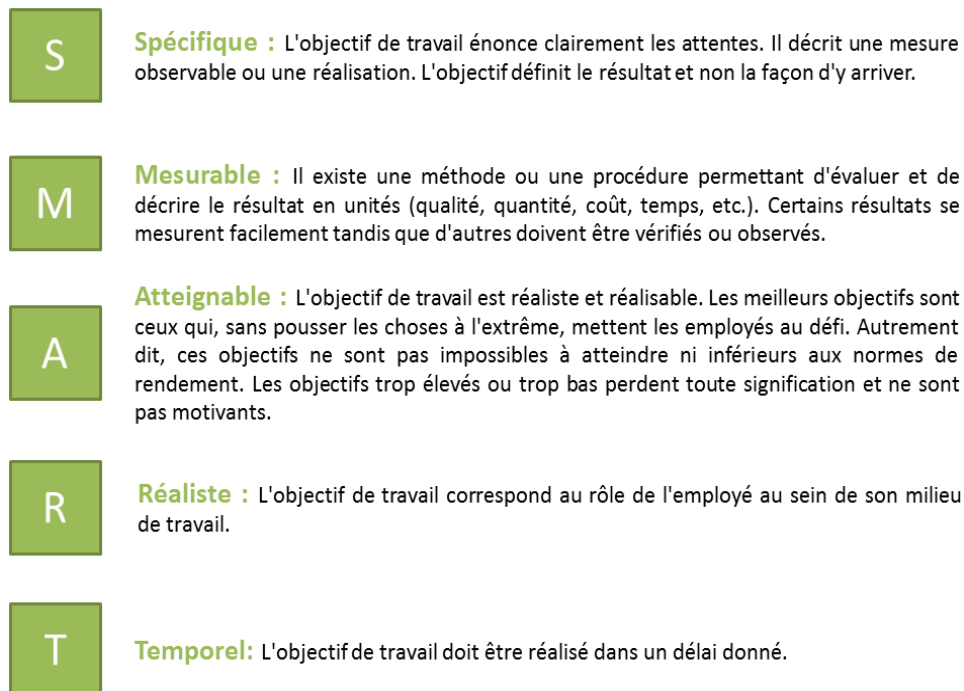 S
Spécifique : L'objectif de travail énonce clairement les attentes. Il décrit une mesure
observable ou une réalisation. L'objectif définit le résultat et non la façon d'y arriver.
M
Mesurable : Il existe une méthode ou une procédure permettant d'évaluer et de
décrire le résultat en unités (qualité, quantité, coût, temps, etc.). Certains résultats se
mesurent facilement tandis que d'autres doivent être vérifiés ou observés.
A
Atteignable : L'objectif de travail est réaliste et réalisable. Les meilleurs objectifs sont
ceux qui, sans pousser les choses à l'extrême, mettent les employés au défi. Autrement
dit, ces objectifs ne sont pas impossibles à atteindre ni inférieurs aux normes de
rendement. Les objectifs trop élevés ou trop bas perdent toute signification et ne sont
pas motivants.
R
Réaliste : L'objectif de travail correspond au rôle de l'employé au sein de son milieu
de travail.
T
Temporel: L'objectif de travail doit être réalisé dans un délai donné.